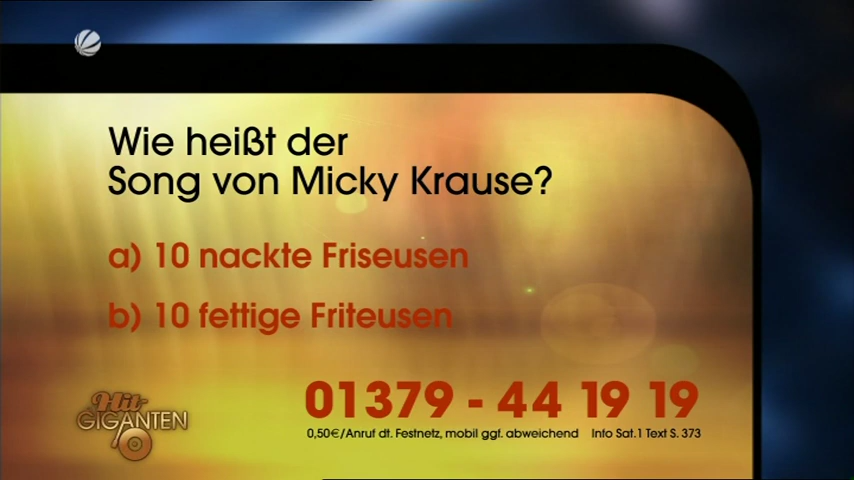 Wie heißt der
Song von Micky Krause?
a) 10 nackte Friseusen
b) 10 fettige Friteusen
Hit-
GIGANTEN
01379 - 44 19 19
0,50€/Anruf dt. Festnetz, mobil ggf. abweichend Info Sat.1 Text S. 373